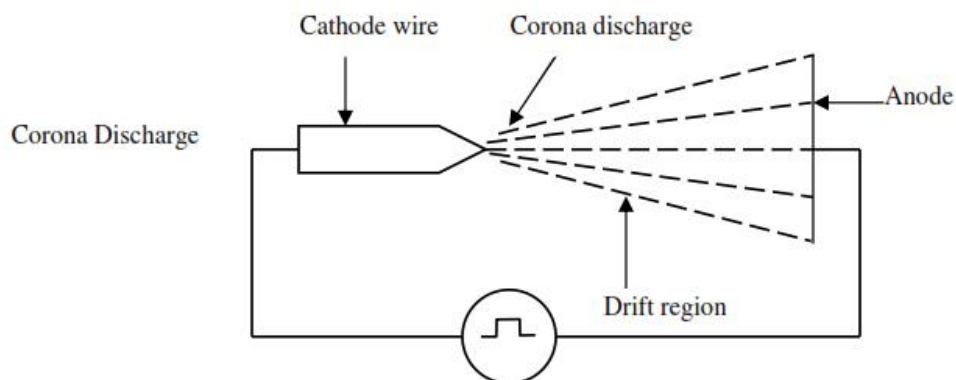 Cathode wire
Corona discharge
Anode
Corona Discharge
Drift region